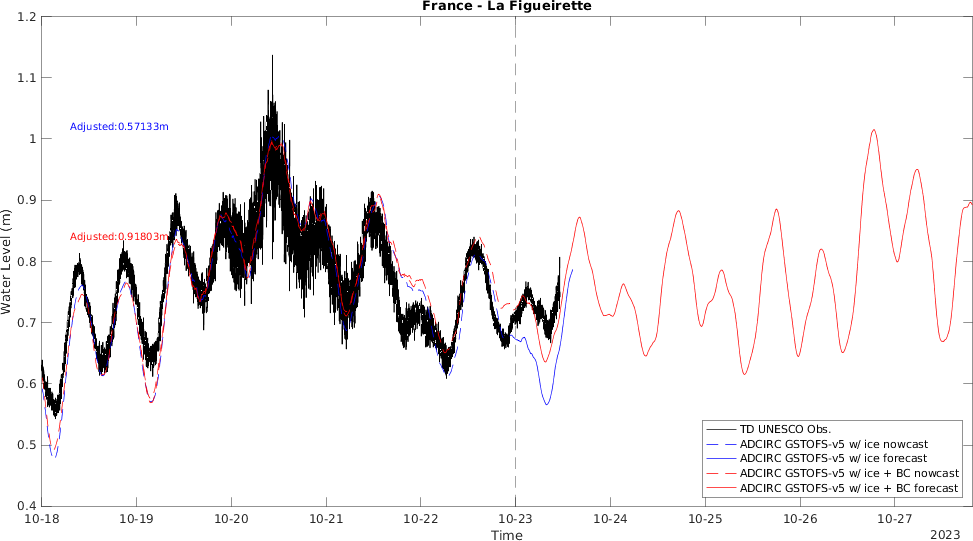 France - La Figueirette
Water Level (m)
1.2
1.1
1
0.9
0.8
0.7
0.6
0.5
0.4
Adjusted:0.57133m
Adjusted:0.91803m
TD UNESCO Obs.
ADCIRC GSTOFS-v5 w/ ice nowcast
ADCIRC GSTOFS-v5 w/ ice forecast
ADCIRC GSTOFS-v5 w/ ice + BC nowcast
ADCIRC GSTOFS-v5 w/ ice + BC forecast
10-18 10-19 10-20 10-21 10-22 10-23 10-24 10-25 10-26 10-27
Time
2023